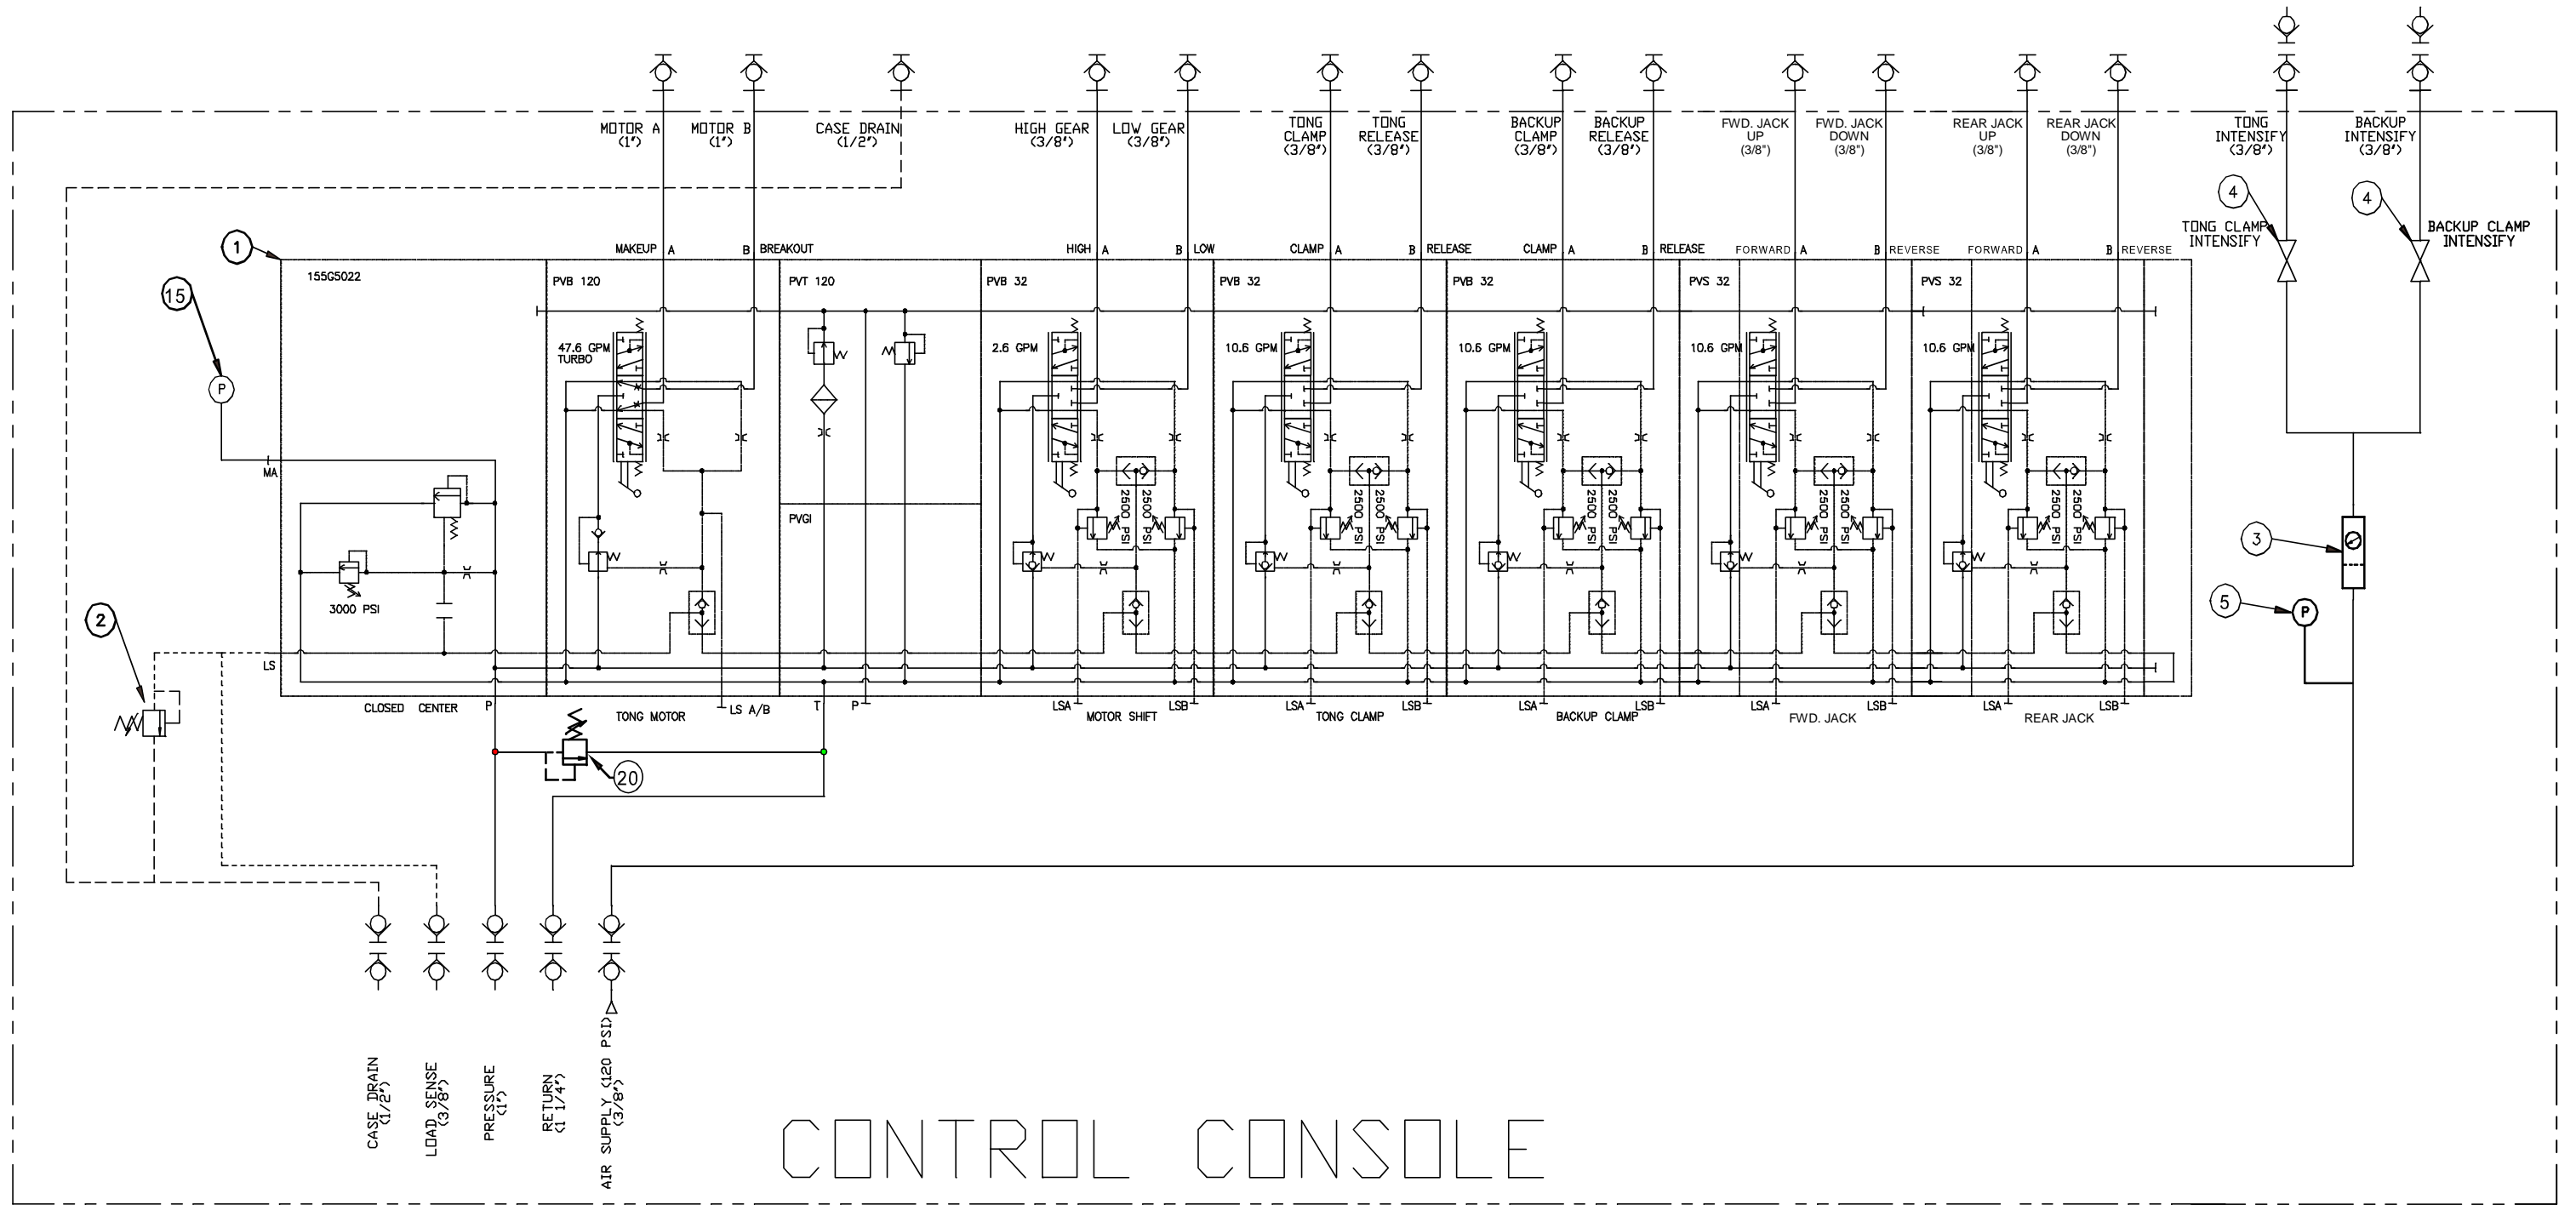 MOTOR A
(1")
MOTOR B
(1")
CASE DRAIN
(1/2")
HIGH GEAR
(3/8")
LOW GEAR
(3/8")
TONG
CLAMP
(3/8")
TONG
RELEASE
(3/8")
BACKUP
CLAMP
(3/8")
BACKUP
RELEASE
(3/8")
FWD. JACK
UP
(3/8")
FWD. JACK
DOWN
(3/8")
REAR JACK
UP
(3/8")
REAR JACK
DOWN
(3/8")
TONG
INTENSIFY
(3/8")
BACKUP
INTENSIFY
(3/8")
4
4
TONG CLAMP
INTENSIFY
BACKUP CLAMP
INTENSIFY
1
MAKEUP A
B BREAKOUT
HIGH A
B LOW
CLAMP A
B RELEASE
CLAMP A
B RELEASE
FORWARD A
B REVERSE
FORWARD A
B REVERSE
155G5022
PVB 120
PVT 120
PVB 32
PVB 32
PVB 32
PVS 32
PVS 32
15
P
47.6 GPM
TURBO
2.6 GPM
10.6 GPM
10.6 GPM
10.6 GPM
10.6 GPM
MA
PVGI
2500 PSI
2500 PSI
2500 PSI
2500 PSI
2500 PSI
2500 PSI
2500 PSI
2500 PSI
2500 PSI
2500 PSI
3
5
P
3000 PSI
2
LS
CLOSED CENTER
P
TONG MOTOR
LS A/B
T
P
LSA
MOTOR SHIFT
LSB
LSA
TONG CLAMP
LSB
LSA
BACKUP CLAMP
LSB
LSA
FWD. JACK
LSB
LSA
REAR JACK
LSB
20
CASE DRAIN
(1/2")
LOAD SENSE
(3/8")
PRESSURE
(1")
RETURN
(1 1/4")
AIR SUPPLY (120 PSI)
(3/8")
CONTROL CONSOLE